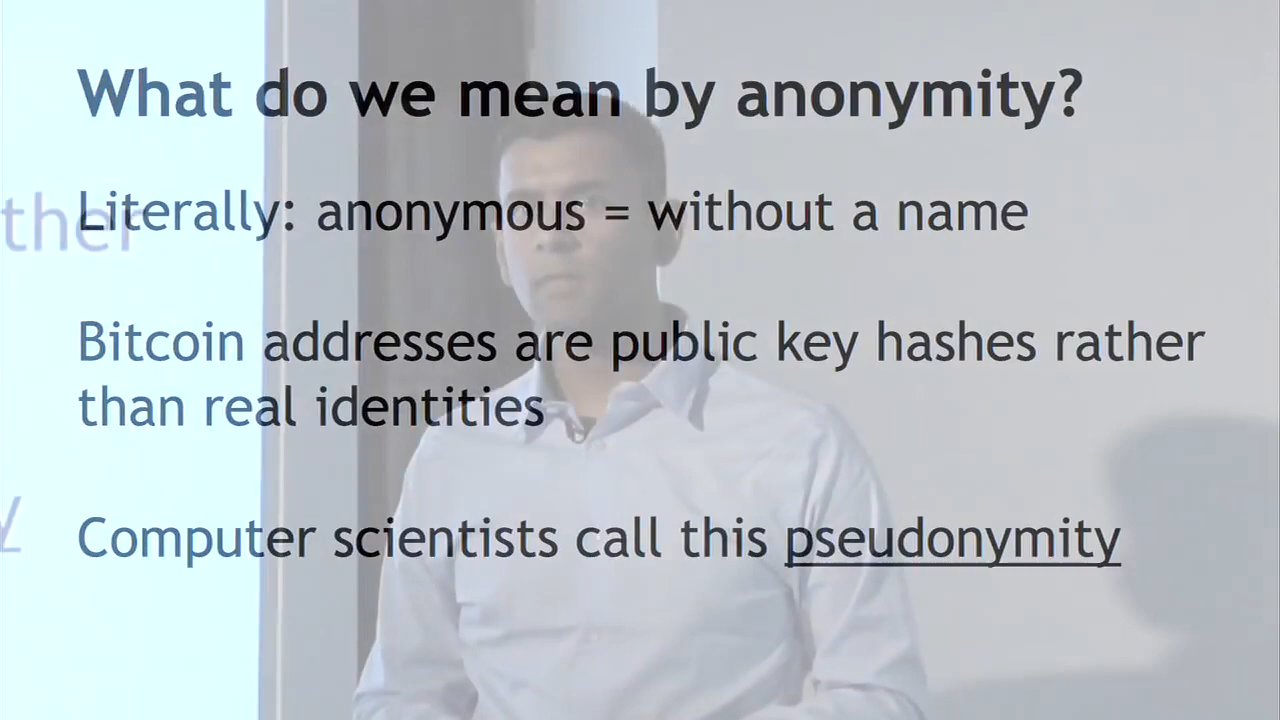 What do we mean by anonymity?
Literally: anonymous = without a name
ther
Bitcoin addresses are public key hashes rather
than real identities
y
Computer scientists call this pseudonymity